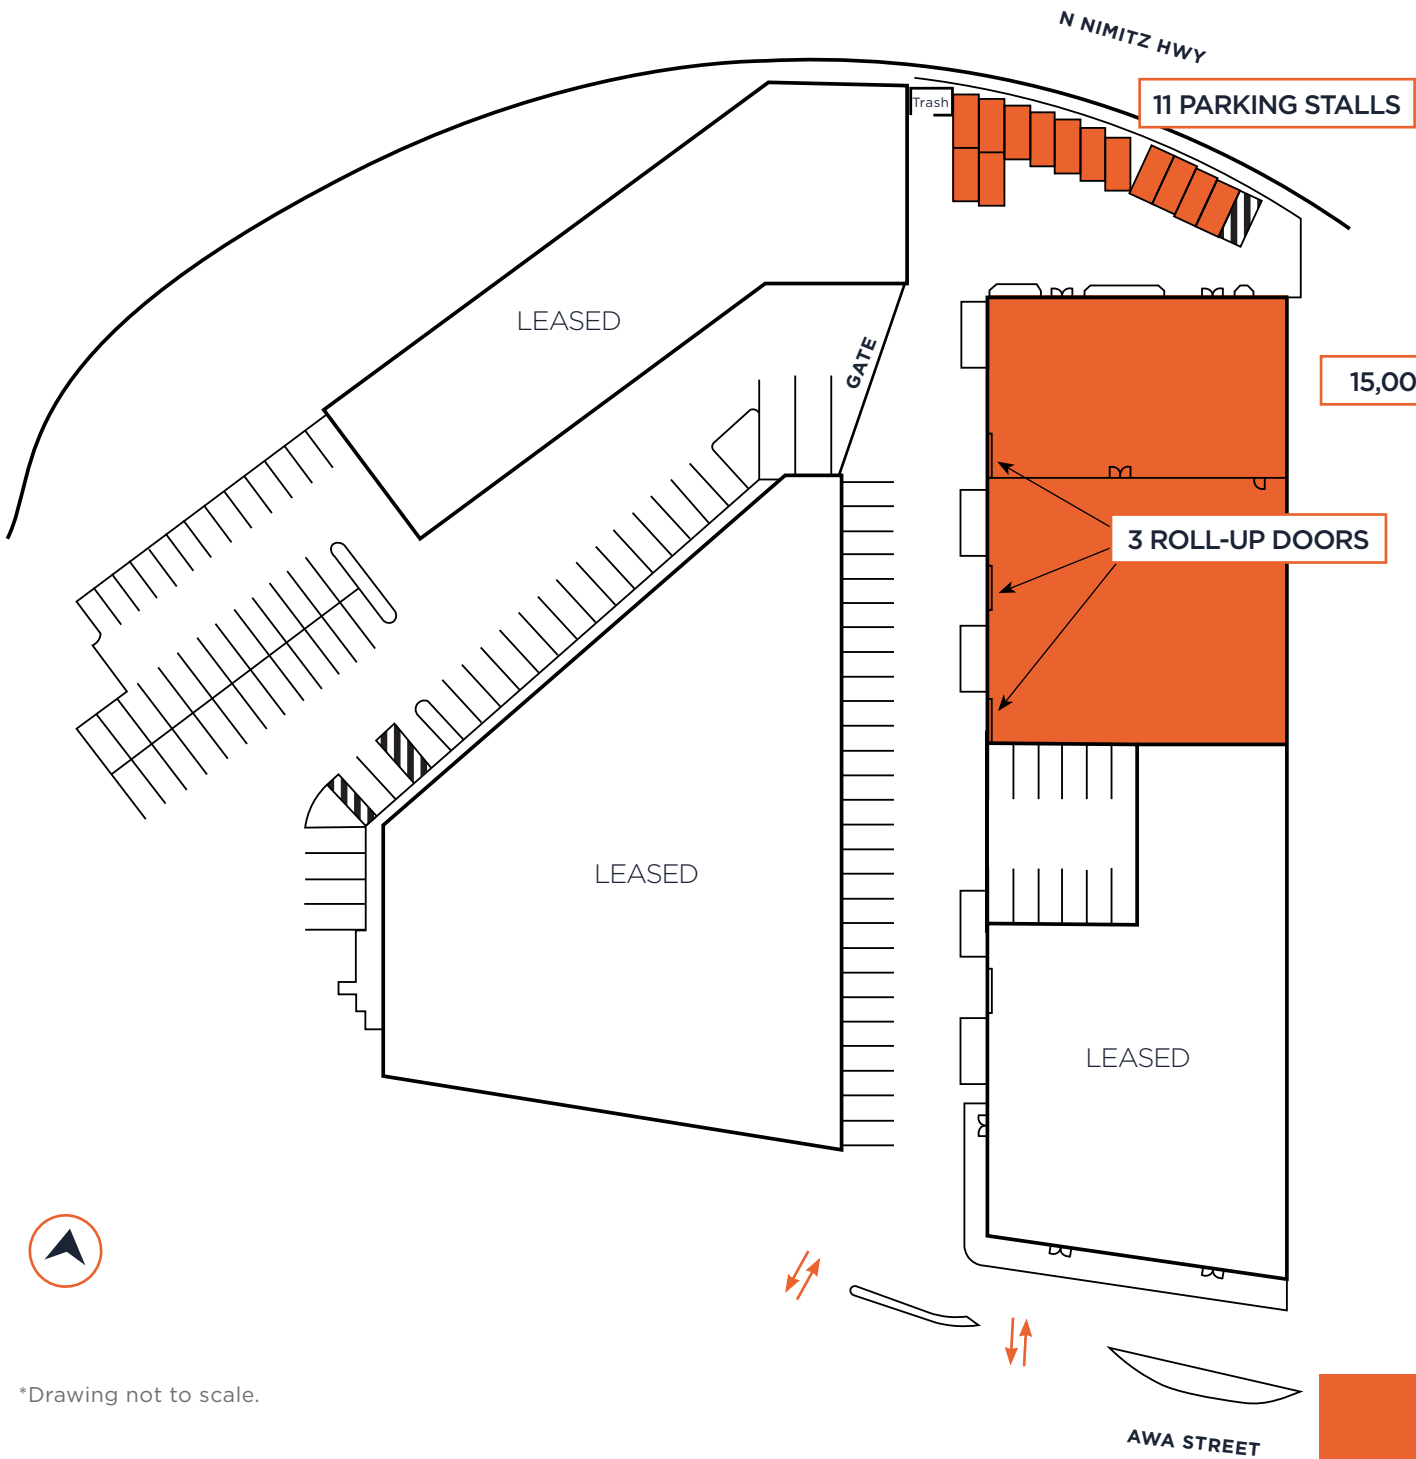 N NIMITZ HWY
11 PARKING STALLS
Trash
LEASED
GATE
15,00
3 ROLL-UP DOORS
LEASED
LEASED
*Drawing not to scale.
AWA STREET